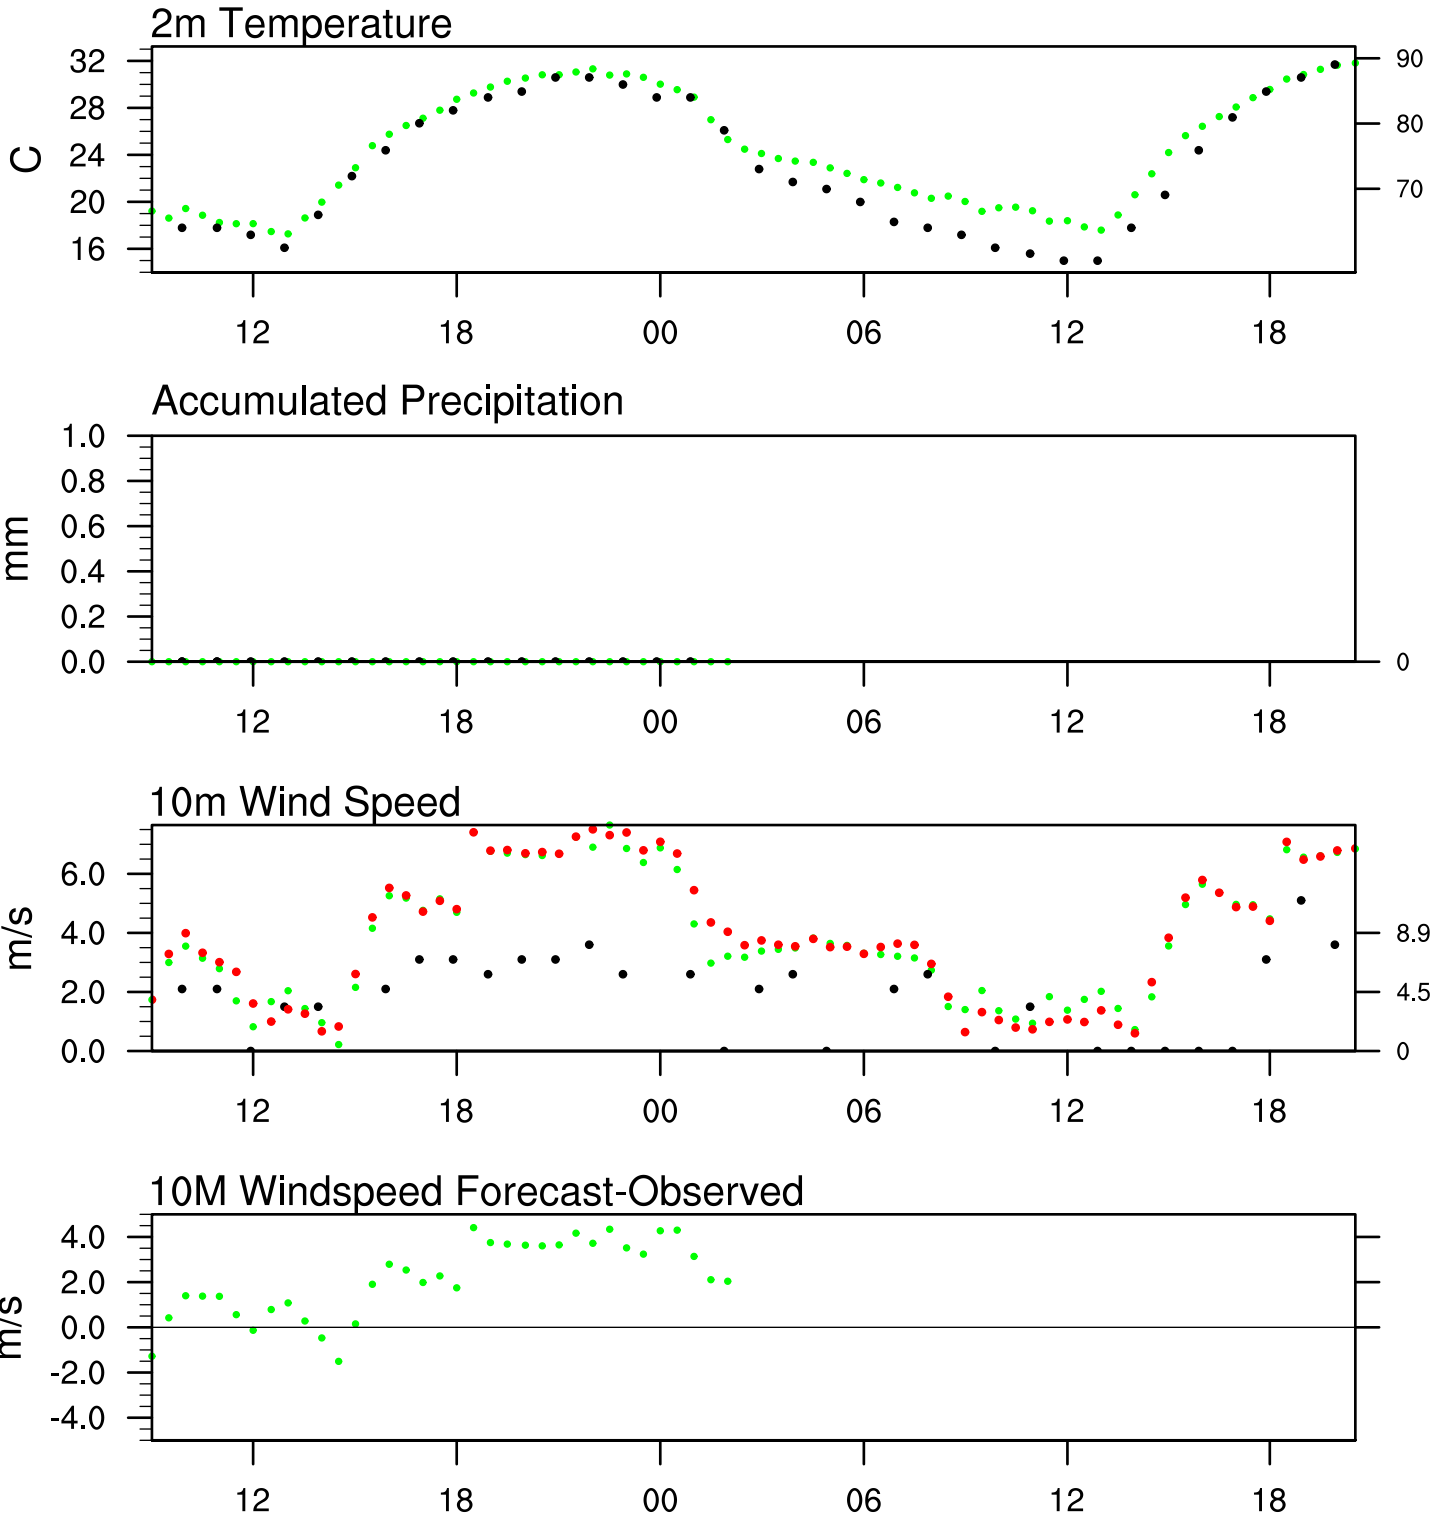 2m Temperature
32
28
24
20
16
C
90
80
70
12 18 00 06 12 18
Accumulated Precipitation
1.0
0.8
0.6
0.4
0.2
0.0
mm
0
12 18 00 06 12 18
10m Wind Speed
6.0
4.0
2.0
0.0
m/s
8.9
4.5
0
12 18 00 06 12 18
10M Windspeed Forecast-Observed
4.0
2.0
0.0
-2.0
-4.0
m/s
12 18 00 06 12 18